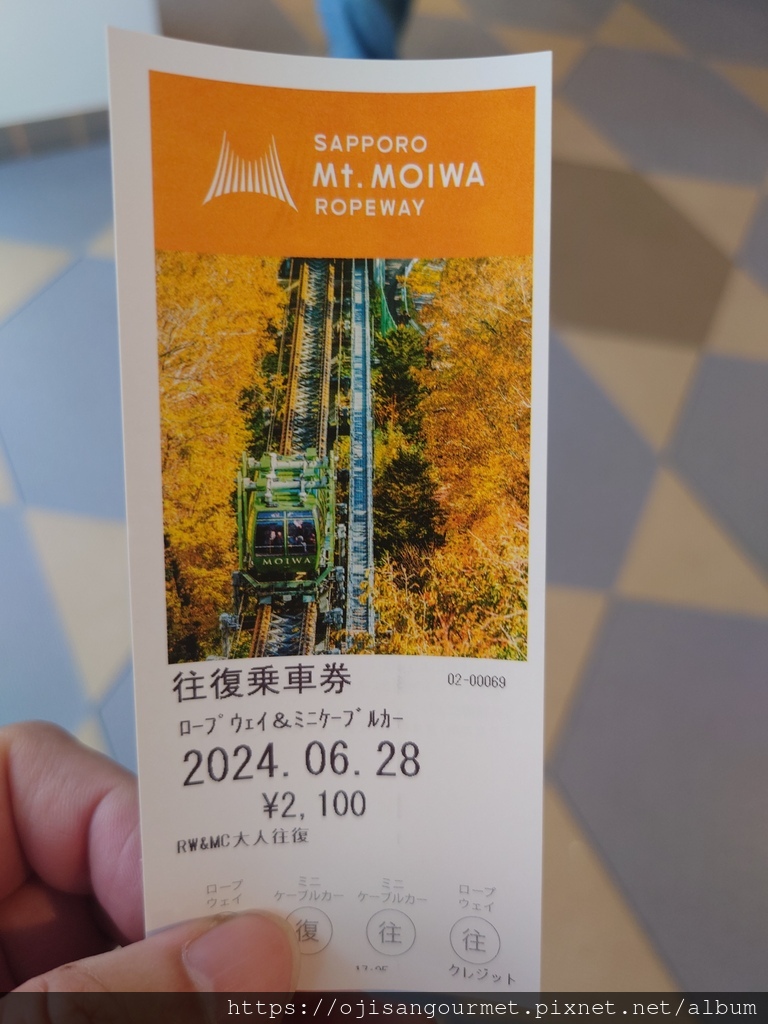 SAPPORO
Mt. MOIWA
ROPEWAY
MOIWA
往復乗車券
02-00069
ロープウェイ&ミニケーブルカー
2024.06.28
¥2,100
RW&MC大人往復
ロープ ミニ ミニ ロープ
ウェイ ケーブルカー ケーブルカー ウェイ
復 往 往
クレジット
https://ojisangourmet.pixnet.net/album